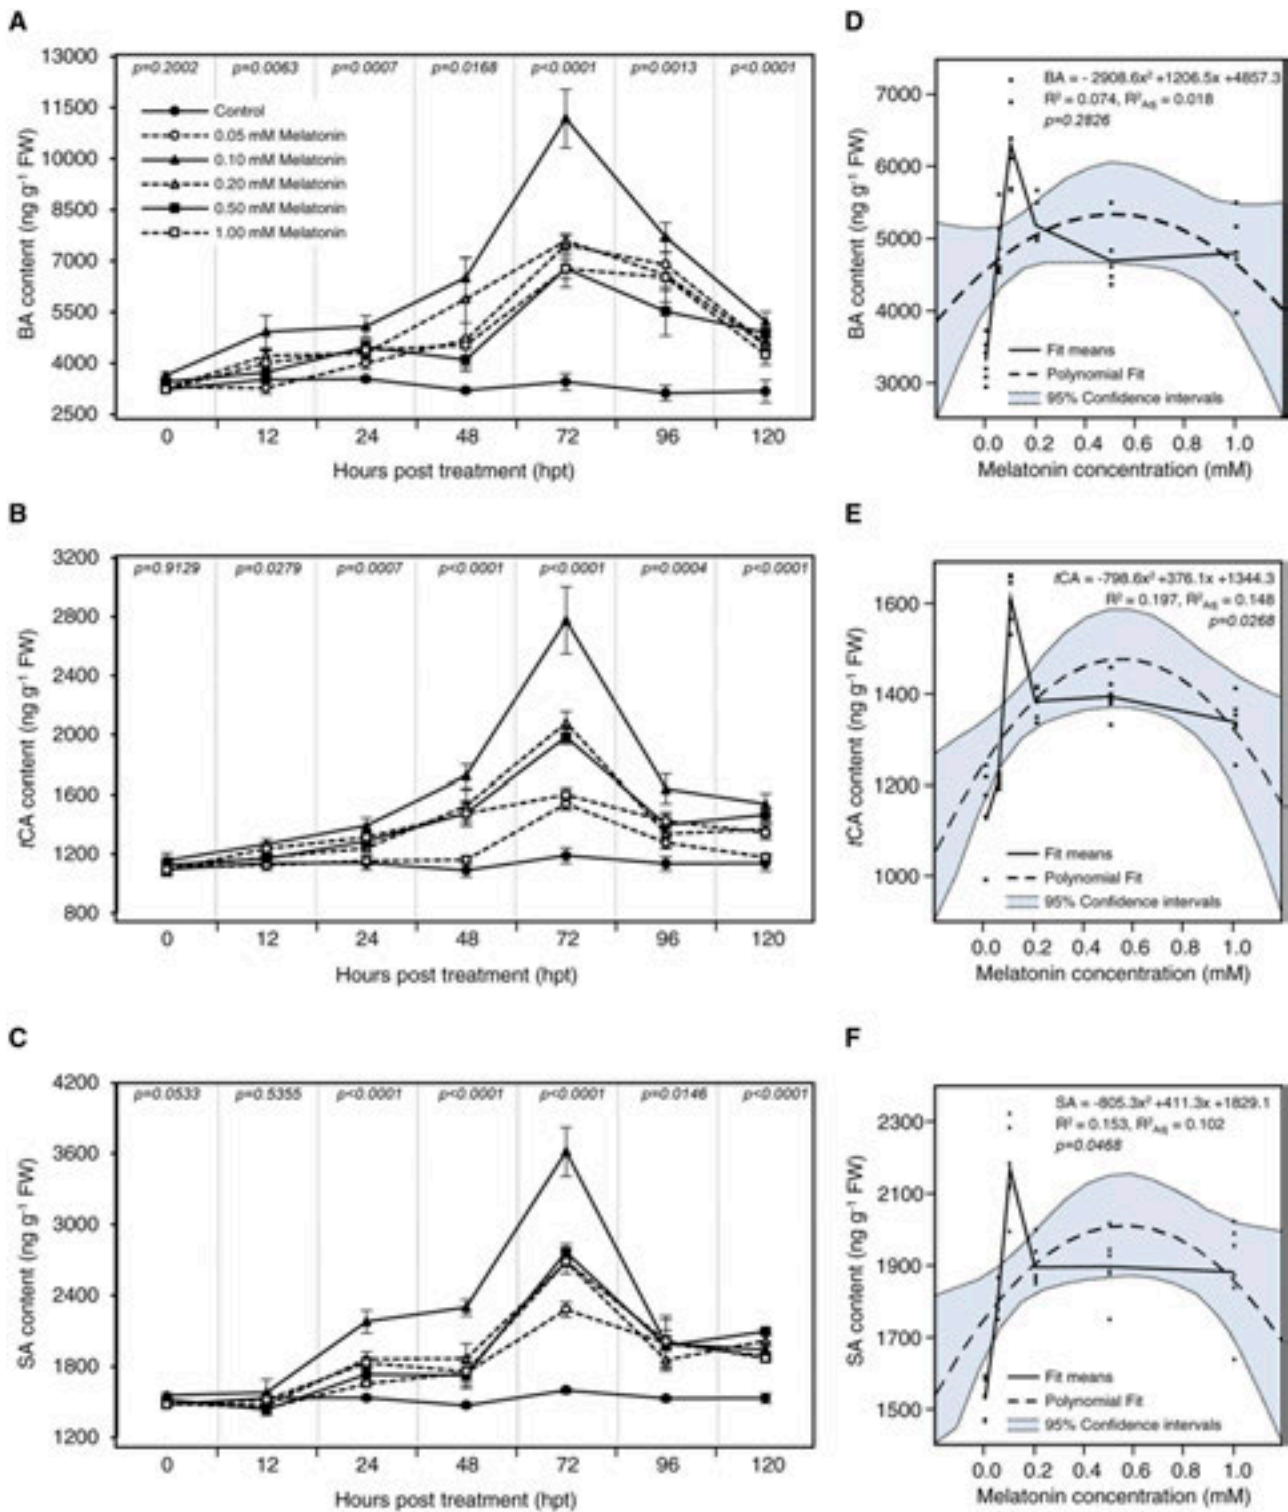 A
BA content (ng g⁻¹ FW)
13000
11500
10000
8500
7000
5500
4000
2500
p=0.2002 p=0.0063 p=0.0007 p=0.0168 p<0.0001 p=0.0013 p<0.0001
Control
0.05 mM Melatonin
0.10 mM Melatonin
0.20 mM Melatonin
0.50 mM Melatonin
1.00 mM Melatonin
0 12 24 48 72 96 120
Hours post treatment (hpt)
D
BA content (ng g⁻¹ FW)
7000
6000
5000
4000
3000
BA = - 2908.6x² +1206.5x +4857.3
R² = 0.074, R²Adj = 0.018
p=0.2826
Fit means
Polynomial Fit
95% Confidence intervals
0.0 0.2 0.4 0.6 0.8 1.0
Melatonin concentration (mM)
B
tCA content (ng g⁻¹ FW)
3200
2800
2400
2000
1600
1200
800
p=0.9129 p=0.0279 p=0.0007 p<0.0001 p<0.0001 p=0.0004 p<0.0001
0 12 24 48 72 96 120
Hours post treatment (hpt)
E
tCA content (ng g⁻¹ FW)
1600
1400
1200
1000
tCA = -798.6x² +376.1x +1344.3
R² = 0.197, R²Adj = 0.148
p=0.0268
Fit means
Polynomial Fit
95% Confidence intervals
0.0 0.2 0.4 0.6 0.8 1.0
Melatonin concentration (mM)
C
SA content (ng g⁻¹ FW)
4200
3600
3000
2400
1800
1200
p=0.0533 p=0.5355 p<0.0001 p<0.0001 p<0.0001 p=0.0146 p<0.0001
0 12 24 48 72 96 120
Hours post treatment (hpt)
F
SA content (ng g⁻¹ FW)
2300
2100
1900
1700
1500
SA = -805.3x² +411.3x +1829.1
R² = 0.153, R²Adj = 0.102
p=0.0468
Fit means
Polynomial Fit
95% Confidence intervals
0.0 0.2 0.4 0.6 0.8 1.0
Melatonin concentration (mM)